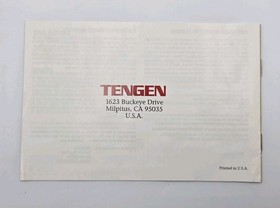 TENGEN
1623 Buckeye Drive
Milpitas, CA 95035
U.S.A.
Printed in U.S.A.